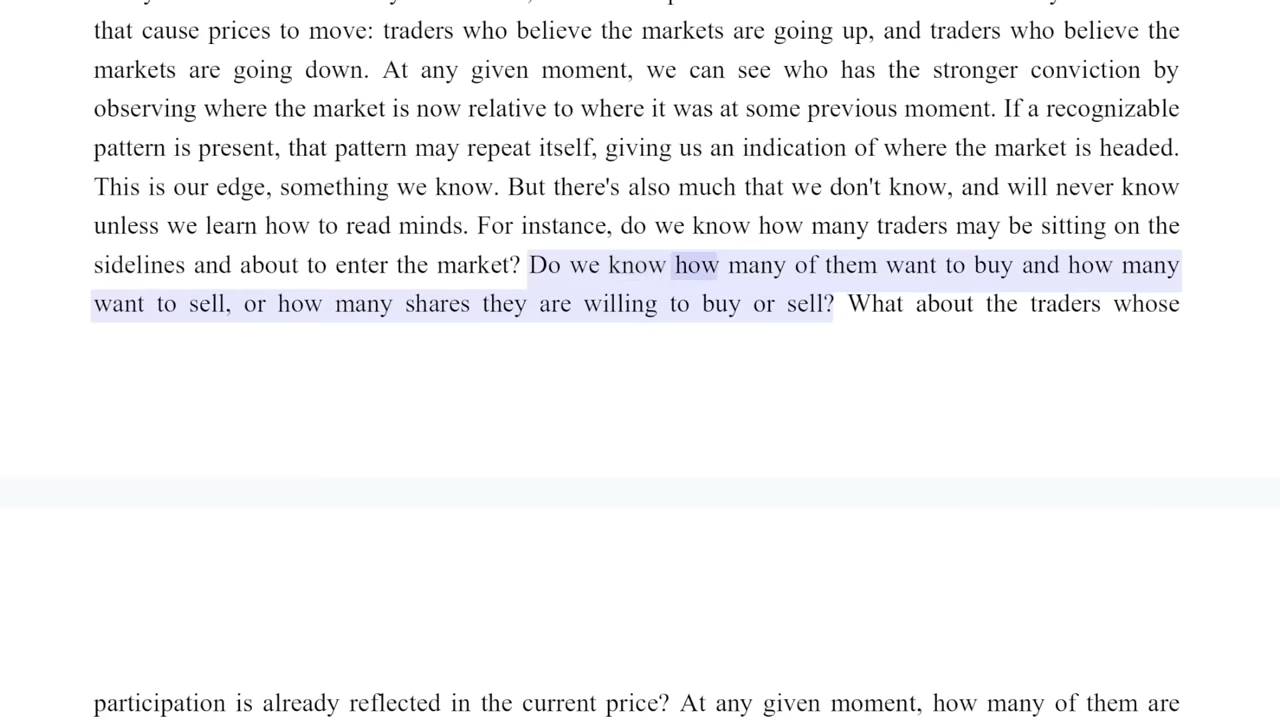 that cause prices to move: traders who believe the markets are going up, and traders who believe the
markets are going down. At any given moment, we can see who has the stronger conviction by
observing where the market is now relative to where it was at some previous moment. If a recognizable
pattern is present, that pattern may repeat itself, giving us an indication of where the market is headed.
This is our edge, something we know. But there's also much that we don't know, and will never know
unless we learn how to read minds. For instance, do we know how many traders may be sitting on the
sidelines and about to enter the market? Do we know how many of them want to buy and how many
want to sell, or how many shares they are willing to buy or sell? What about the traders whose
participation is already reflected in the current price? At any given moment, how many of them are